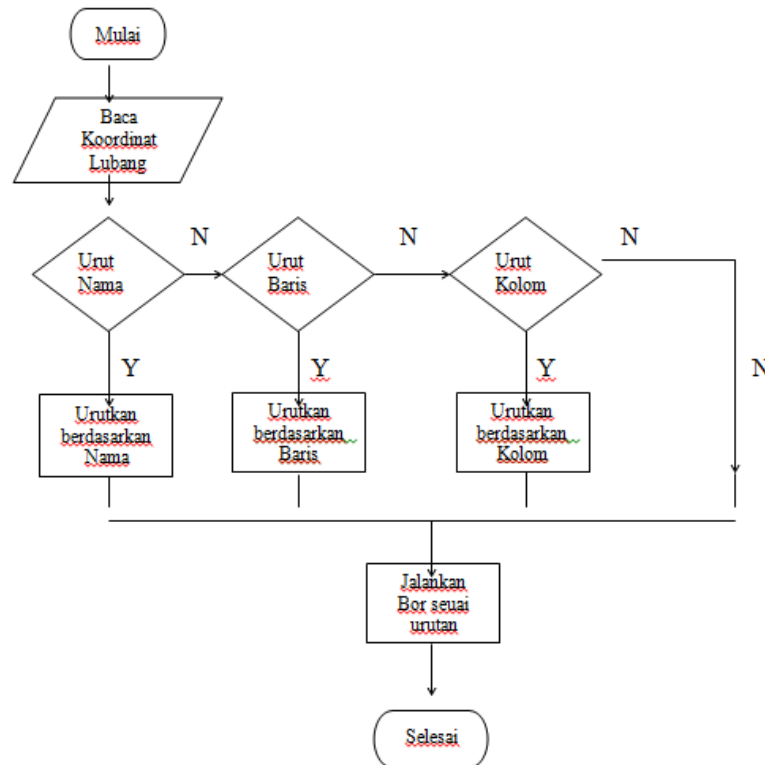 Mulai
Baca
Koordinat
Lubang
N
N
N
Urut
Nama
Urut
Baris
Urut
Kolom
Y
Y
Y
N
Urutkan
berdasarkan
Nama
Urutkan
berdasarkan
Baris
Urutkan
berdasarkan
Kolom
Jalankan
Bor seuai
urutan
Selesai